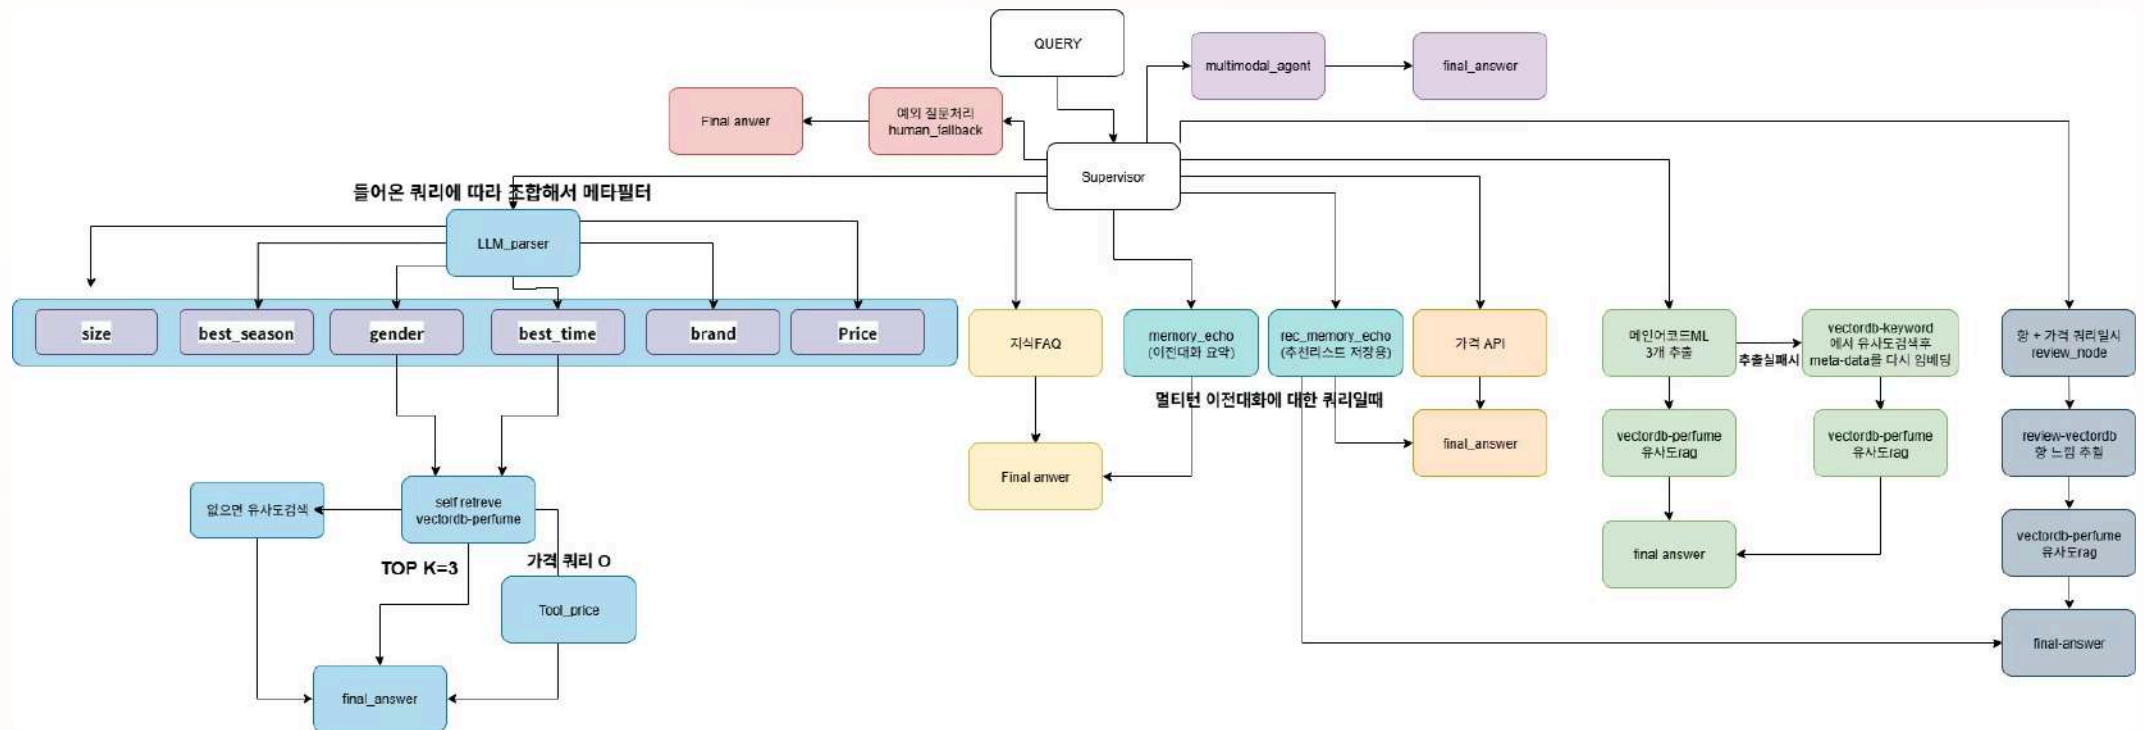 QUERY
multimodal_agent
final_answer
Final anwer
예외 질문처리
human_fallback
Supervisor
들어온 쿼리에 따라 조합해서 메타필터
LLM_parser
size
best_season
gender
best_time
brand
Price
지식FAQ
memory_echo
(이전대화 요약)
rec_memory_echo
(추천리스트 저장용)
가격 API
메인어코드ML
3개 추출
추출실패시
vectordb-keyword
에서 유사도검색후
meta-data를 다시 임베딩
향 + 가격 쿼리일시
review_node
멀티턴 이전대화에 대한 쿼리일때
Final anwer
final_answer
vectordb-perfume
유사도rag
vectordb-perfume
유사도rag
review-vectordb
향 느낌 추출
없으면 유사도검색
self retreve
vectordb-perfume
TOP K=3
가격 쿼리 O
Tool_price
final_answer
final answer
vectordb-perfume
유사도rag
final-answer